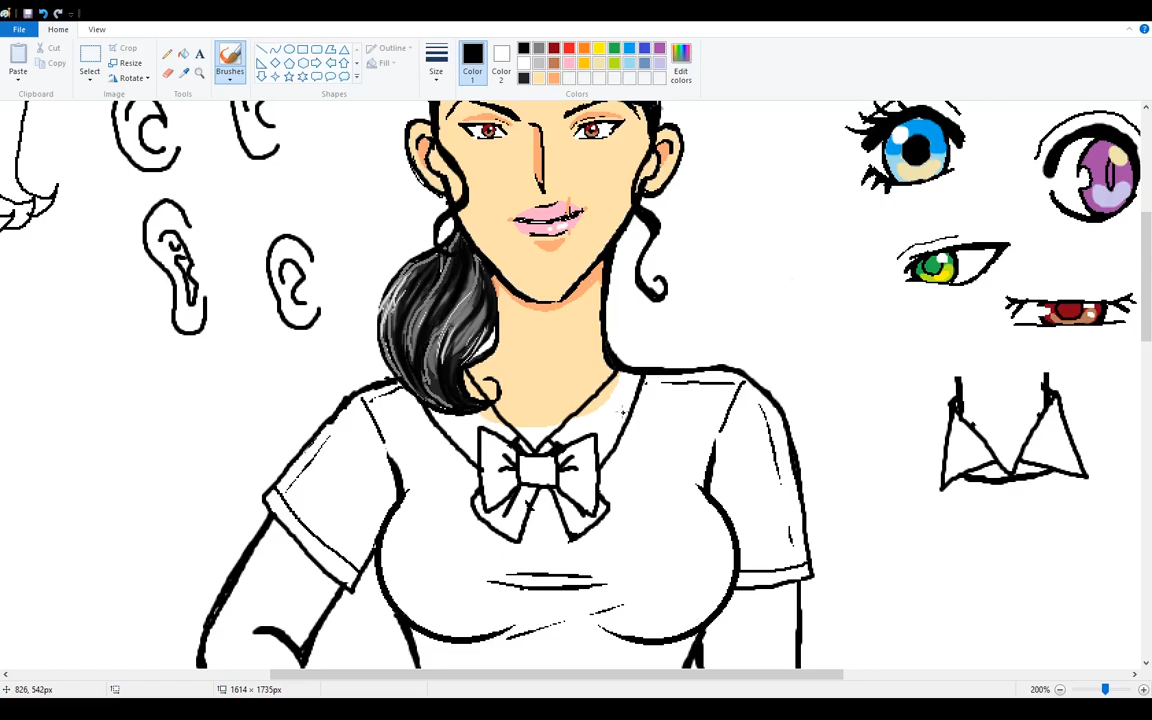 File Home View
Paste
Cut
Copy
Clipboard
Select
Crop
Resize
Rotate
Image
A
Tools
Brushes
Outline
Fill
Shapes
Size
Color 1
Color 2
Edit colors
Colors
826, 542px
1614 × 1735px
200%